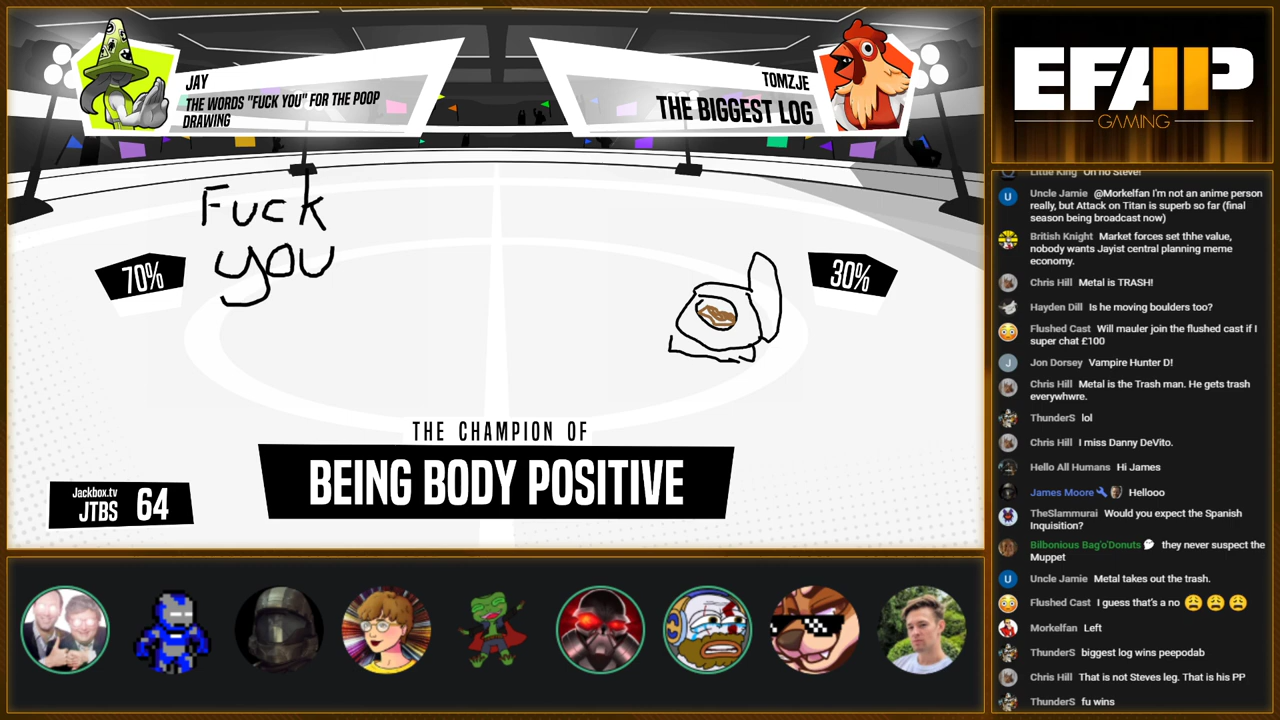 JAY
THE WORDS "FUCK YOU" FOR THE POOP
DRAWING
TOMZJE
THE BIGGEST LOG
Fuck
you
70%
30%
THE CHAMPION OF
BEING BODY POSITIVE
Jackbox.tv
JTBS 64
EFAP
GAMING
Little King Oh no Steve!
Uncle Jamie @Morkelfan I'm not an anime person
really, but Attack on Titan is superb so far (final
season being broadcast now)
British Knight Market forces set thhe value,
nobody wants Jayist central planning meme
economy.
Chris Hill Metal is TRASH!
Hayden Dill Is he moving boulders too?
Flushed Cast Will mauler join the flushed cast if I
super chat £100
Jon Dorsey Vampire Hunter D!
Chris Hill Metal is the Trash man. He gets trash
everywhwre.
ThunderS lol
Chris Hill I miss Danny DeVito.
Hello All Humans Hi James
James Moore Hellooo
TheSlammurai Would you expect the Spanish
Inquisition?
Bilbonious Bag'o'Donuts they never suspect the
Muppet
Uncle Jamie Metal takes out the trash.
Flushed Cast I guess that's a no 😩😩😩
Morkelfan Left
ThunderS biggest log wins peepodab
Chris Hill That is not Steves leg. That is his PP
ThunderS fu wins